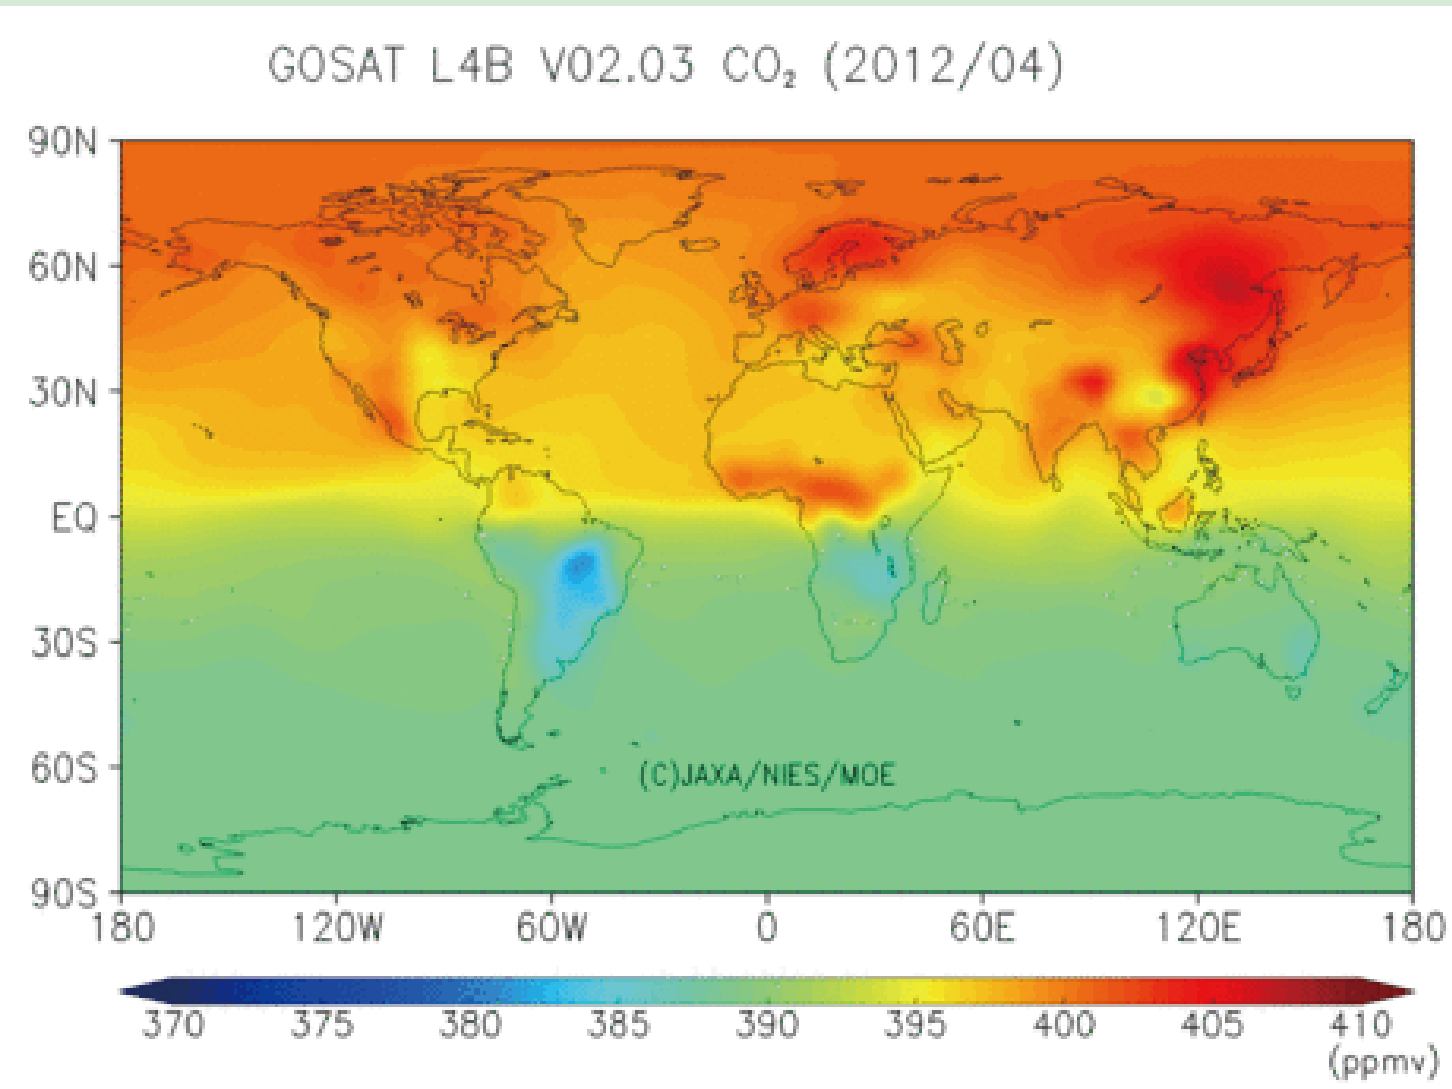 GOSAT L4B V02.03 CO₂ (2012/04)
90N
60N
30N
EQ
30S
60S
90S
(C)JAXA/NIES/MOE
180 120W 60W 0 60E 120E 180
370 375 380 385 390 395 400 405 410
(ppmv)